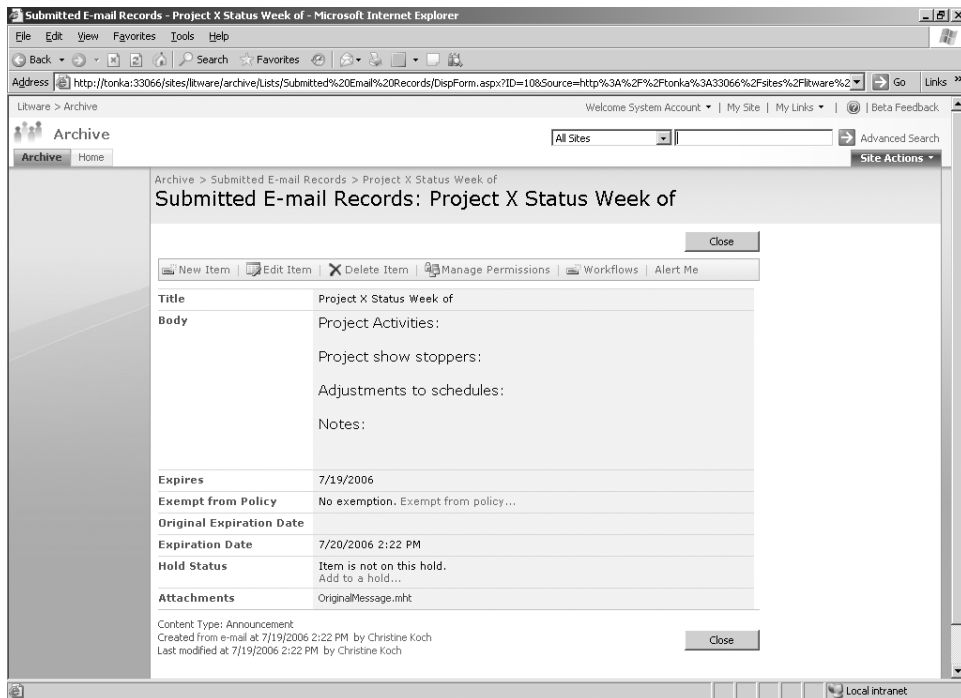 Submitted E-mail Records - Project X Status Week of - Microsoft Internet Explorer
File Edit View Favorites Tools Help
Back Search Favorites
Address http://tonka:33066/sites/litware/archive/Lists/Submitted%20Email%20Records/DispForm.aspx?ID=10&Source=http%3A%2F%2Ftonka%3A33066%2Fsites%2Flitware%2 Go Links »
Litware > Archive Welcome System Account | My Site | My Links | Beta Feedback
Archive All Sites Advanced Search
Archive Home Site Actions
Archive > Submitted E-mail Records > Project X Status Week of
Submitted E-mail Records: Project X Status Week of
Close
New Item | Edit Item | Delete Item | Manage Permissions | Workflows | Alert Me
Title Project X Status Week of
Body Project Activities:
Project show stoppers:
Adjustments to schedules:
Notes:
Expires 7/19/2006
Exempt from Policy No exemption. Exempt from policy...
Original Expiration Date
Expiration Date 7/20/2006 2:22 PM
Hold Status Item is not on this hold.
Add to a hold...
Attachments OriginalMessage.mht
Content Type: Announcement
Created from e-mail at 7/19/2006 2:22 PM by Christine Koch
Last modified at 7/19/2006 2:22 PM by Christine Koch
Close
Local intranet